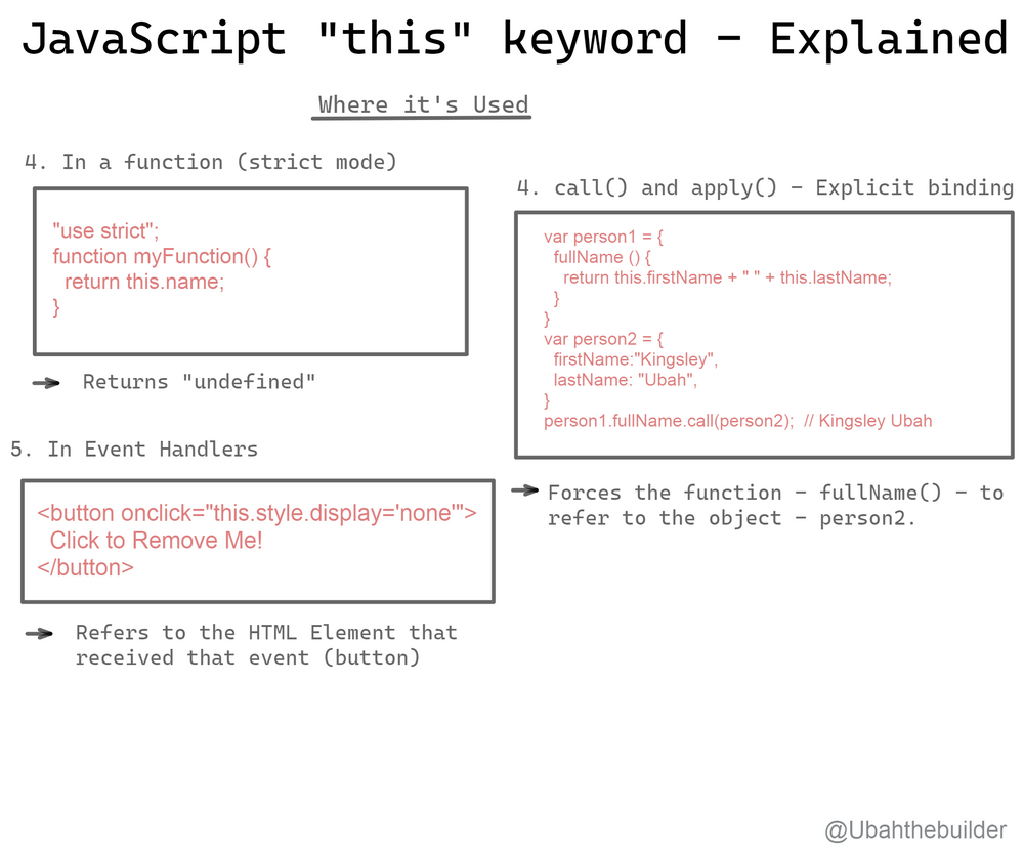 JavaScript "this" keyword - Explained
Where it's Used
4. In a function (strict mode)
"use strict";
function myFunction() {
return this.name;
}
→ Returns "undefined"
5. In Event Handlers
<button onclick="this.style.display='none'">
Click to Remove Me!
</button>
→ Refers to the HTML Element that
received that event (button)
4. call() and apply() - Explicit binding
var person1 = {
fullName () {
return this.firstName + " " + this.lastName;
}
}
var person2 = {
firstName:"Kingsley",
lastName: "Ubah",
}
person1.fullName.call(person2); // Kingsley Ubah
→ Forces the function - fullName() - to
refer to the object - person2.
@Ubahthebuilder